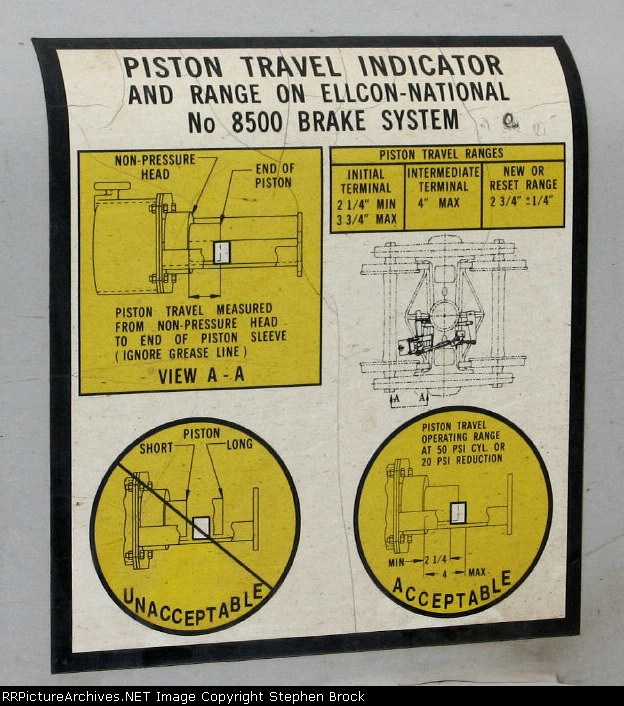 PISTON TRAVEL INDICATOR
AND RANGE ON ELLCON-NATIONAL
No 8500 BRAKE SYSTEM
NON-PRESSURE
HEAD
END OF
PISTON
PISTON TRAVEL MEASURED
FROM NON-PRESSURE HEAD
TO END OF PISTON SLEEVE
(IGNORE GREASE LINE)
VIEW A - A
PISTON TRAVEL RANGES
INITIAL
TERMINAL
2 1/4" MIN
3 3/4" MAX
INTERMEDIATE
TERMINAL
4" MAX
NEW OR
RESET RANGE
2 3/4" ±1/4"
A A
PISTON
SHORT LONG
UNACCEPTABLE
PISTON TRAVEL
OPERATING RANGE
AT 50 PSI CYL. OR
20 PSI REDUCTION
MIN 2 1/4
4 MAX
ACCEPTABLE
RRPictureArchives.NET Image Copyright Stephen Brock